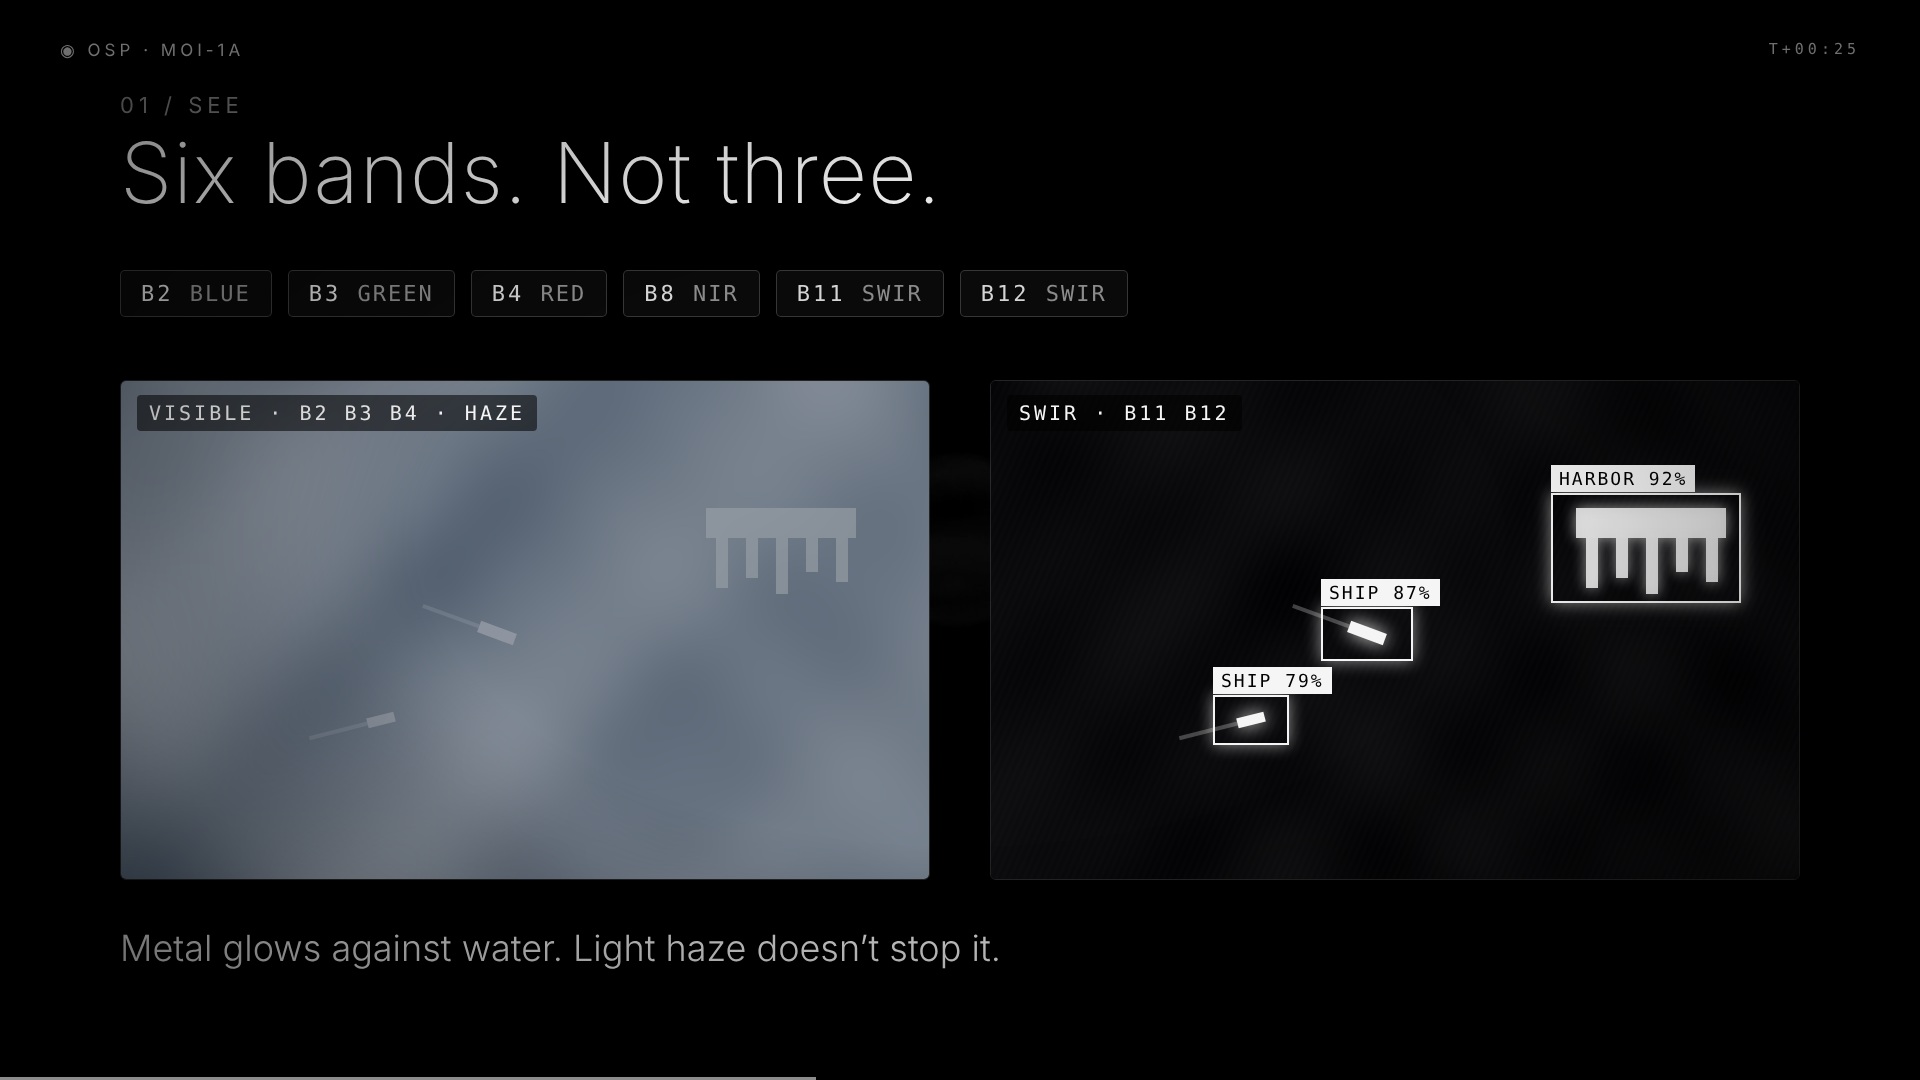 ◉ OSP · MOI-1A
T+00:25
01 / SEE
Six bands. Not three.
B2 BLUE
B3 GREEN
B4 RED
B8 NIR
B11 SWIR
B12 SWIR
VISIBLE · B2 B3 B4 · HAZE
SWIR · B11 B12
HARBOR 92%
SHIP 87%
SHIP 79%
Metal glows against water. Light haze doesn’t stop it.